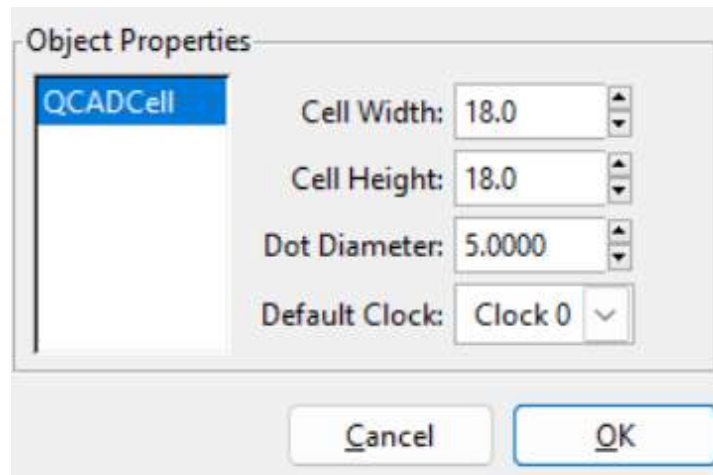 Object Properties
QCADCell
Cell Width: 18.0
Cell Height: 18.0
Dot Diameter: 5.0000
Default Clock: Clock 0
Cancel OK